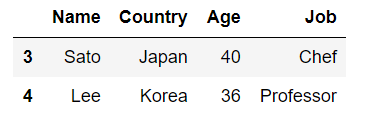 Name Country Age Job
3 Sato Japan 40 Chef
4 Lee Korea 36 Professor